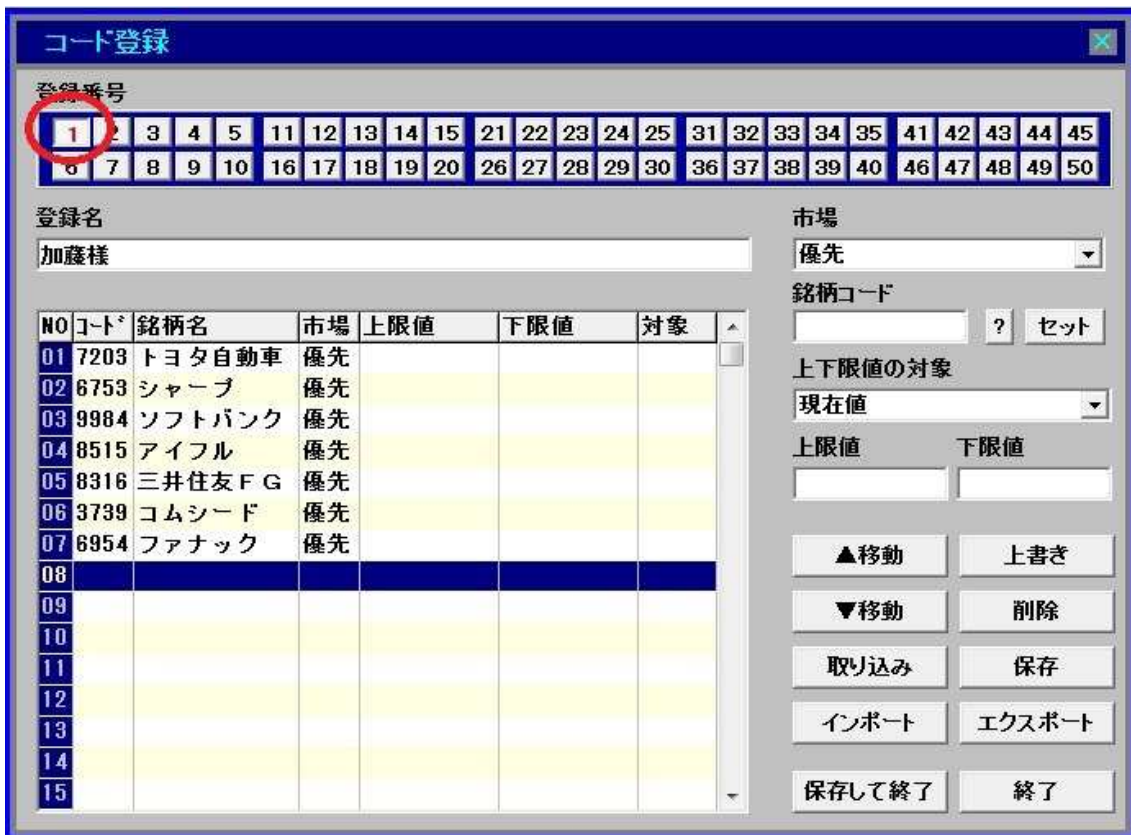 コード登録
登録番号
1 2 3 4 5 11 12 13 14 15 21 22 23 24 25 31 32 33 34 35 41 42 43 44 45
6 7 8 9 10 16 17 18 19 20 26 27 28 29 30 36 37 38 39 40 46 47 48 49 50
登録名
加藤様
NO コード 銘柄名 市場 上限値 下限値 対象
01 7203 トヨタ自動車 優先
02 6753 シャープ 優先
03 9984 ソフトバンク 優先
04 8515 アイフル 優先
05 8316 三井住友FG 優先
06 3739 コムシード 優先
07 6954 ファナック 優先
08
09
10
11
12
13
14
15
市場
優先
銘柄コード
? セット
上下限値の対象
現在値
上限値 下限値
▲移動 上書き
▼移動 削除
取り込み 保存
インポート エクスポート
保存して終了 終了